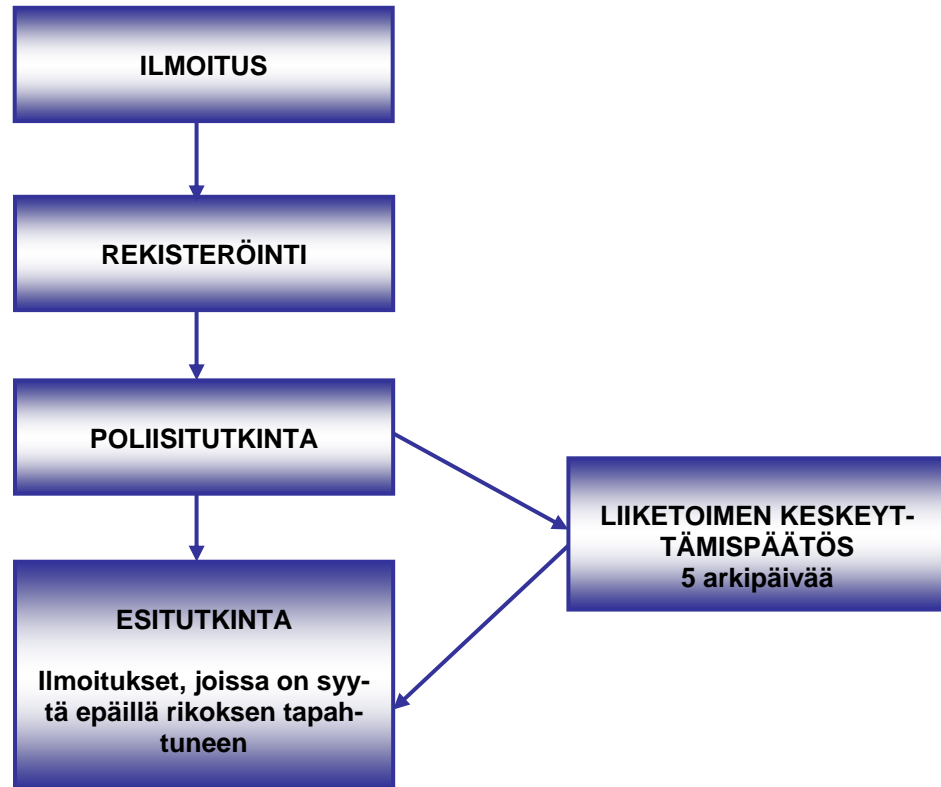 ILMOITUS
REKISTERÖINTI
POLIISITUTKINTA
LIIKETOIMEN KESKEYT-
TÄMISPÄÄTÖS
5 arkipäivää
ESITUTKINTA
Ilmoitukset, joissa on syy-
tä epäillä rikoksen tapah-
tuneen